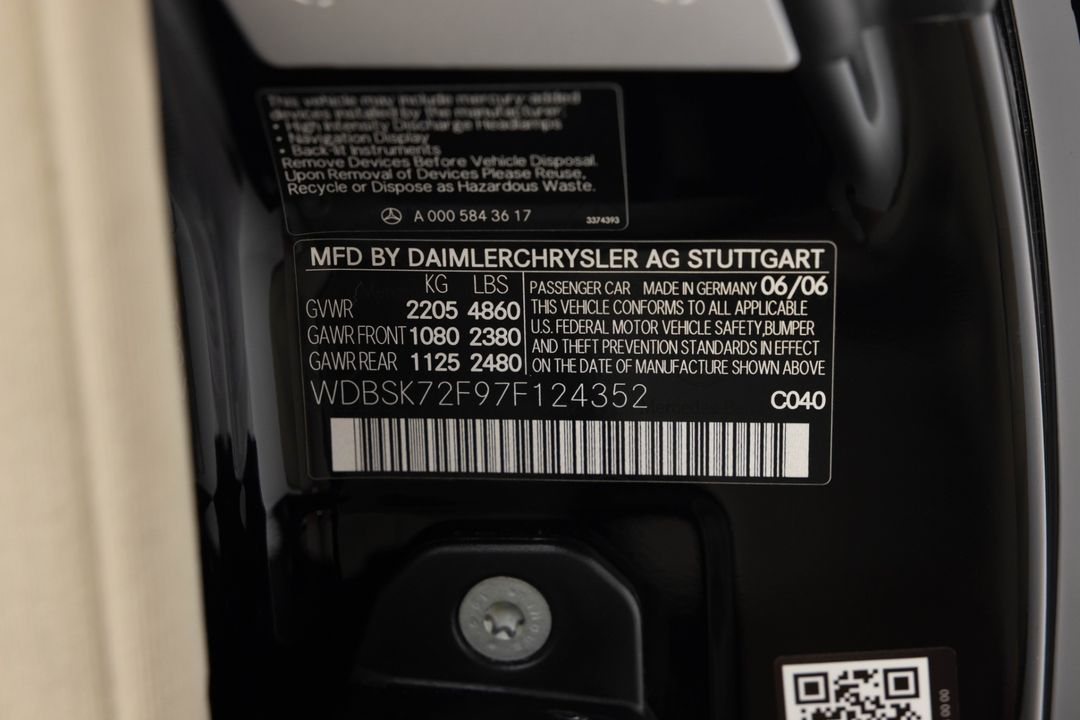 This vehicle may include mercury-added
devices installed by the manufacturer:
• High Intensity Discharge Headlamps
• Navigation Display
• Back-lit Instruments
Remove Devices Before Vehicle Disposal.
Upon Removal of Devices Please Reuse,
Recycle or Dispose as Hazardous Waste.
A 000 584 36 17 3374393
MFD BY DAIMLERCHRYSLER AG STUTTGART
KG LBS
GVWR 2205 4860
GAWR FRONT 1080 2380
GAWR REAR 1125 2480
PASSENGER CAR MADE IN GERMANY 06/06
THIS VEHICLE CONFORMS TO ALL APPLICABLE
U.S. FEDERAL MOTOR VEHICLE SAFETY,BUMPER
AND THEFT PREVENTION STANDARDS IN EFFECT
ON THE DATE OF MANUFACTURE SHOWN ABOVE
WDBSK72F97F124352 C040